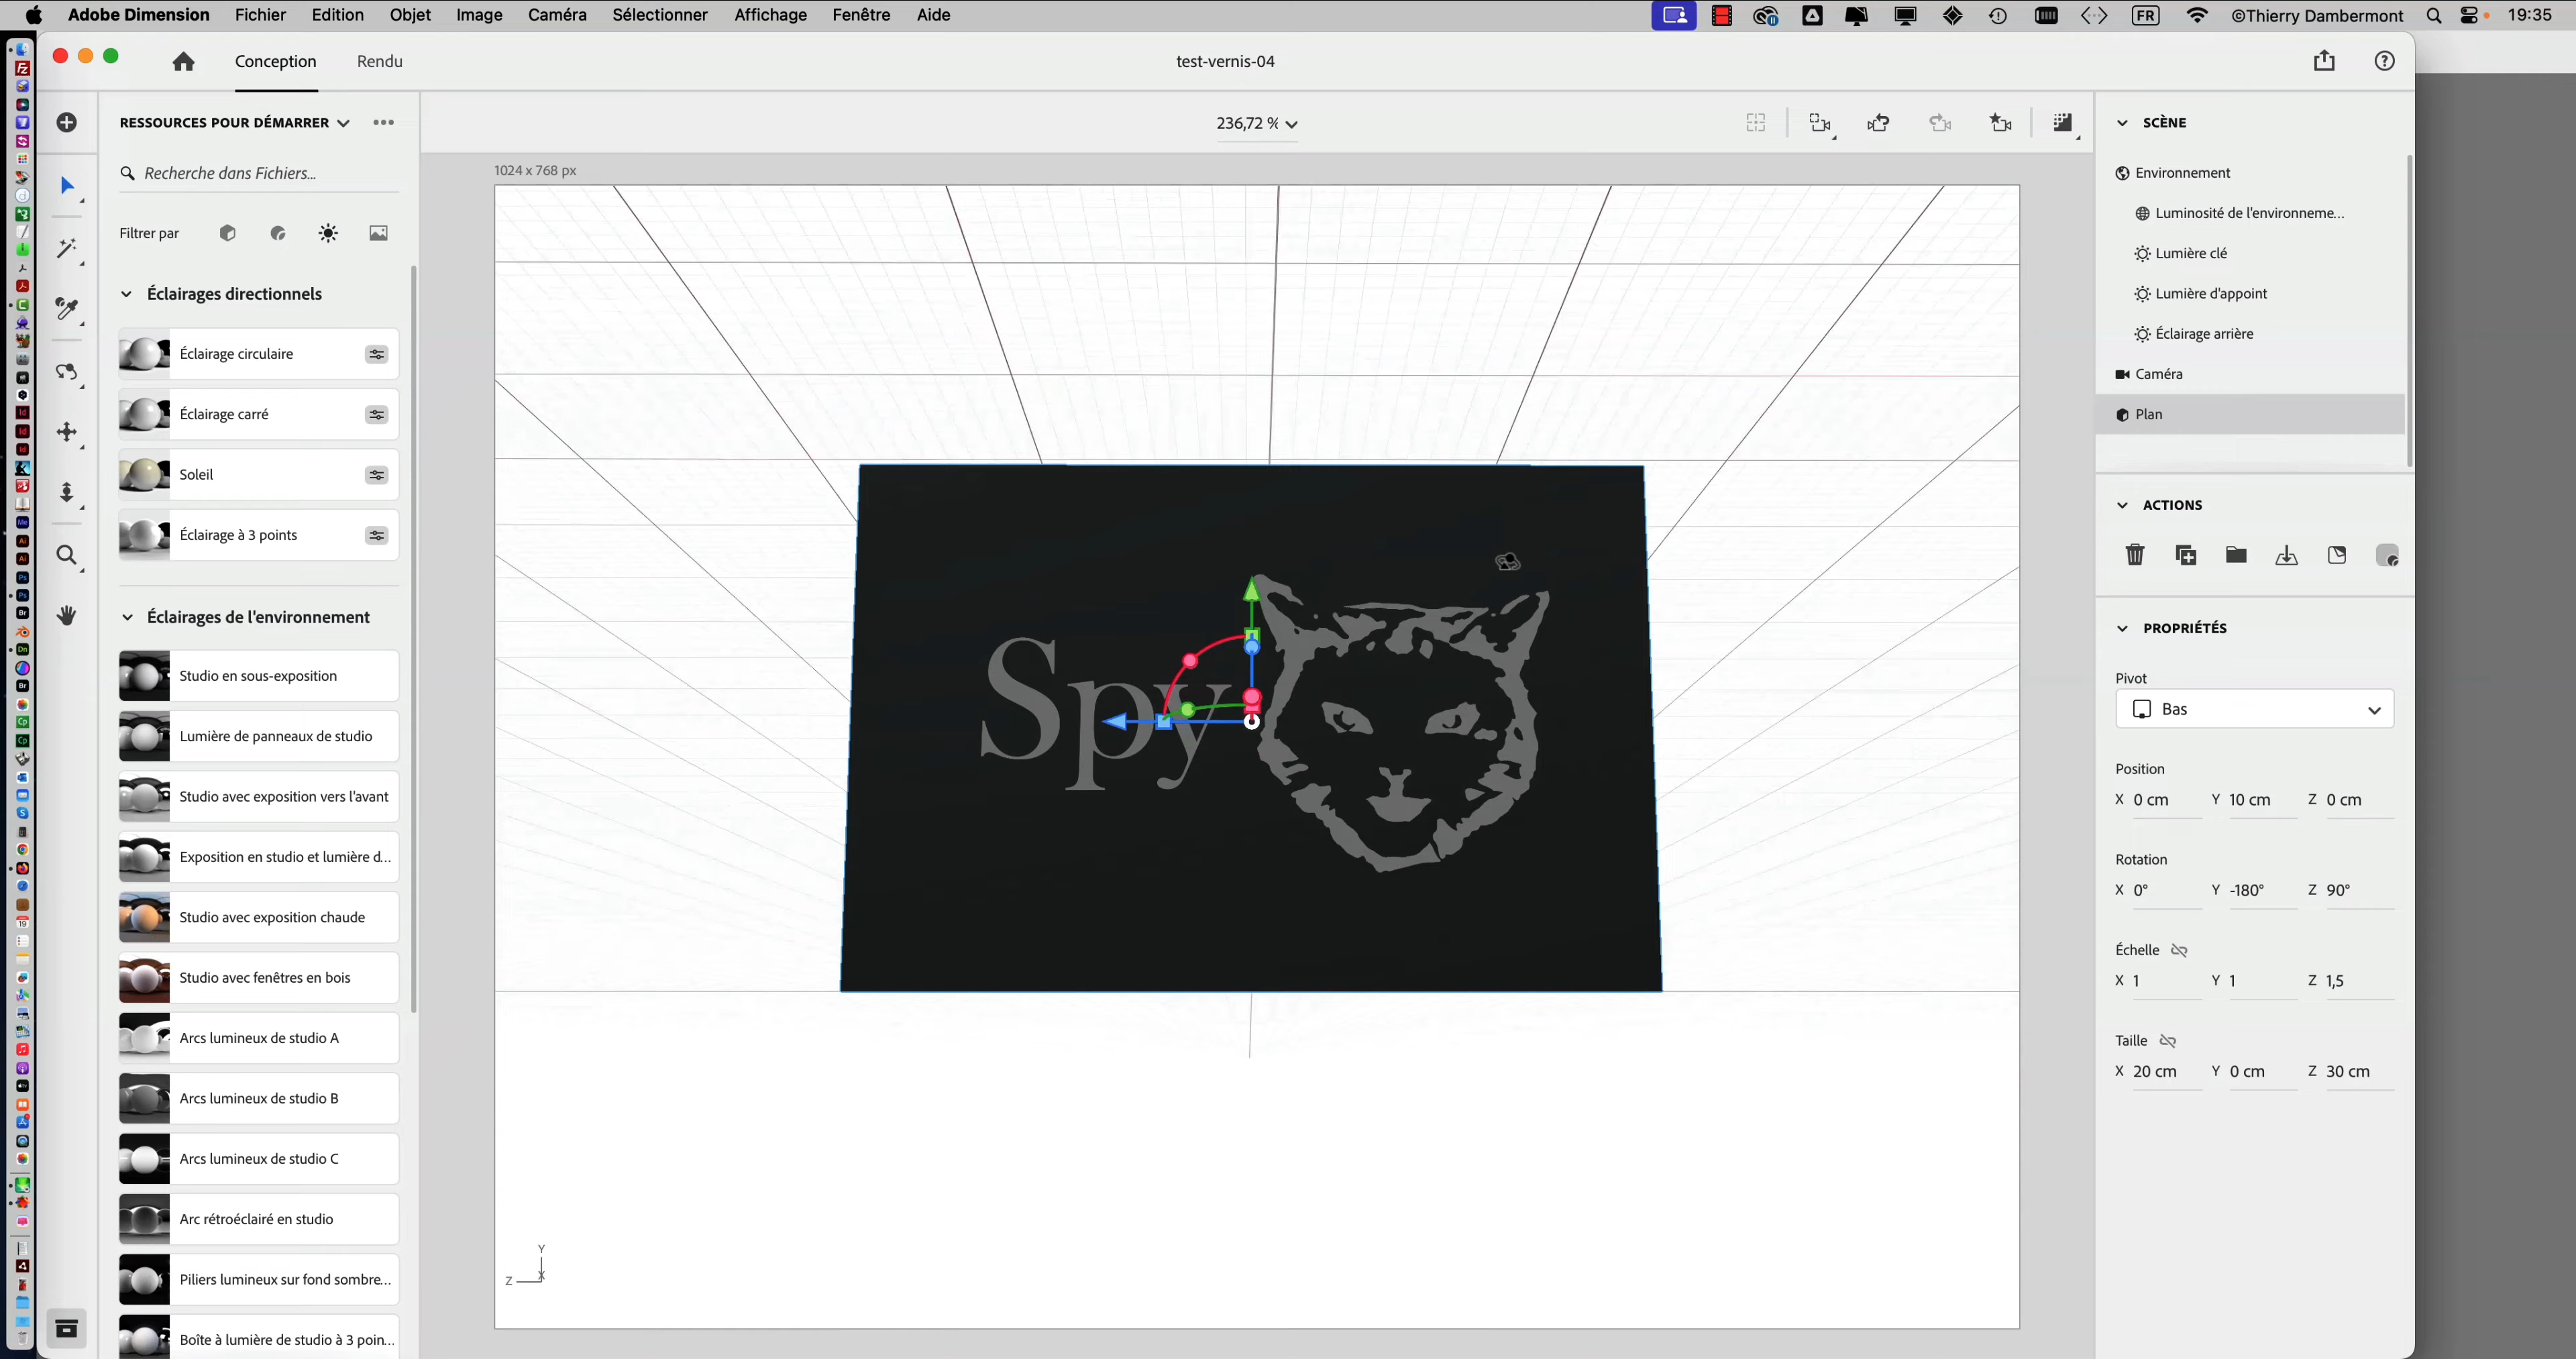 Adobe Dimension Fichier Edition Objet Image Caméra Sélectionner Affichage Fenêtre Aide FR ©Thierry Dambermont 19:35
Conception Rendu test-vernis-04
RESSOURCES POUR DÉMARRER
236,72 %
Recherche dans Fichiers...
Filtrer par
Éclairages directionnels
Éclairage circulaire
Éclairage carré
Soleil
Éclairage à 3 points
Éclairages de l'environnement
Studio en sous-exposition
Lumière de panneaux de studio
Studio avec exposition vers l'avant
Exposition en studio et lumière d...
Studio avec exposition chaude
Studio avec fenêtres en bois
Arcs lumineux de studio A
Arcs lumineux de studio B
Arcs lumineux de studio C
Arc rétroéclairé en studio
Piliers lumineux sur fond sombre...
Boîte à lumière de studio à 3 poin...
1024 x 768 px
Spy
Y
Z X
SCÈNE
Environnement
Luminosité de l'environneme...
Lumière clé
Lumière d'appoint
Éclairage arrière
Caméra
Plan
ACTIONS
PROPRIÉTÉS
Pivot
Bas
Position
X 0 cm Y 10 cm Z 0 cm
Rotation
X 0° Y -180° Z 90°
Échelle
X 1 Y 1 Z 1,5
Taille
X 20 cm Y 0 cm Z 30 cm